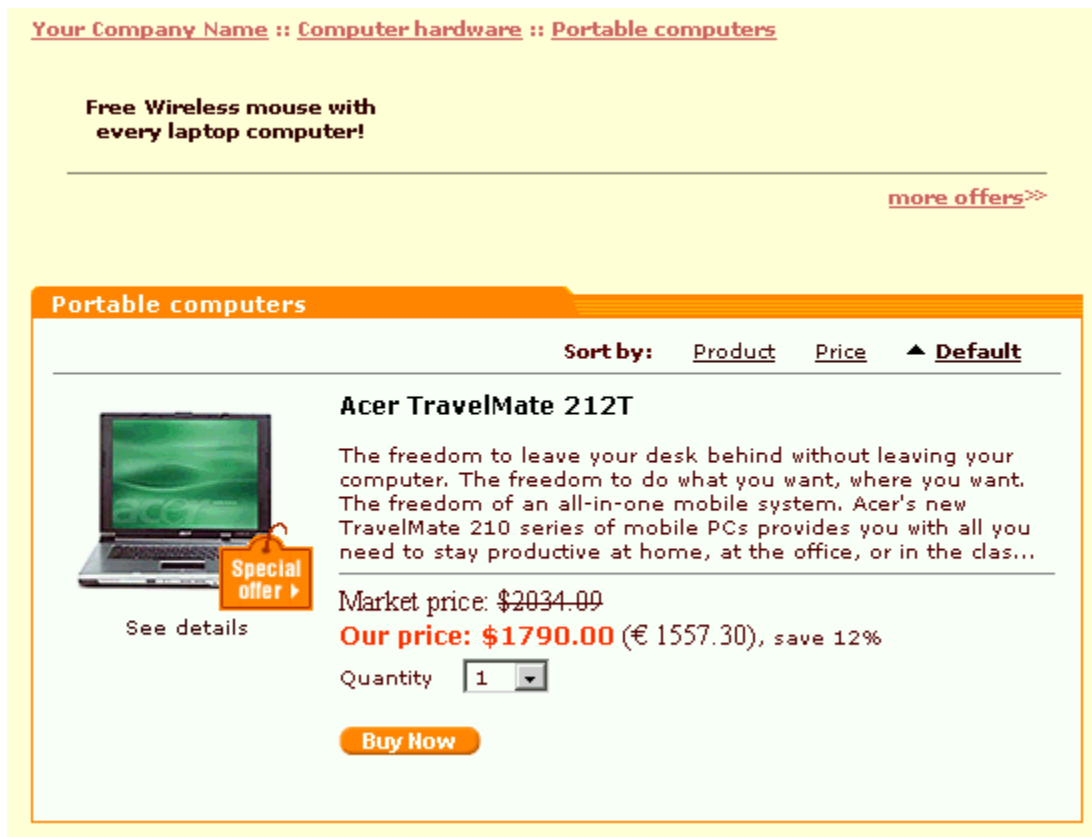 Your Company Name :: Computer hardware :: Portable computers
Free Wireless mouse with
every laptop computer!
more offers>>
Portable computers
Sort by: Product Price ▲ Default
Acer TravelMate 212T
The freedom to leave your desk behind without leaving your
computer. The freedom to do what you want, where you want.
The freedom of an all-in-one mobile system. Acer's new
TravelMate 210 series of mobile PCs provides you with all you
need to stay productive at home, at the office, or in the clas...
acer
Special
offer
See details
Market price: $2034.09
Our price: $1790.00 (€ 1557.30), save 12%
Quantity 1
Buy Now